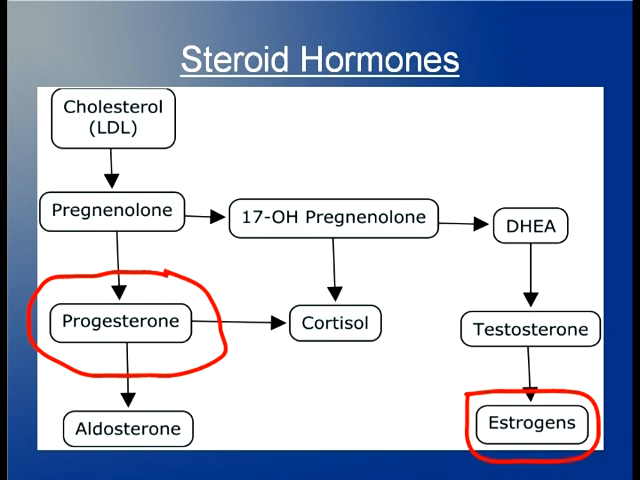 Steroid Hormones
Cholesterol
(LDL)
Pregnenolone
17-OH Pregnenolone
DHEA
Progesterone
Cortisol
Testosterone
Aldosterone
Estrogens